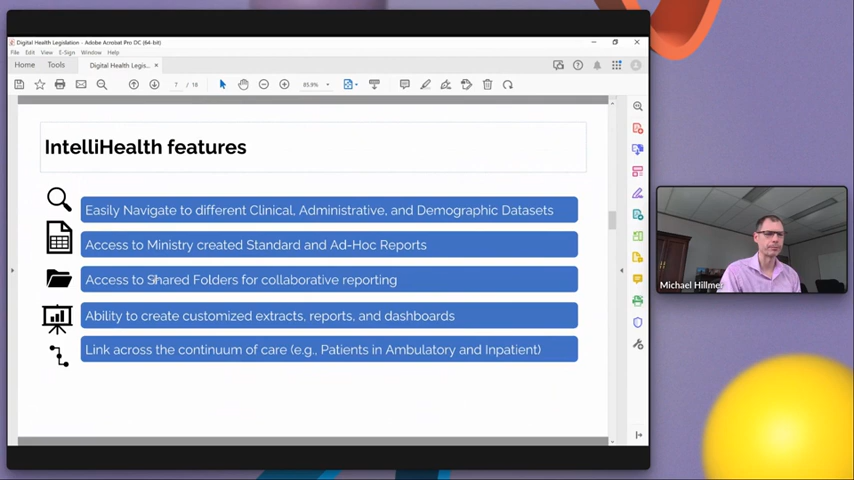 Digital Health Legislation - Adobe Acrobat Pro DC (64-bit)
File Edit View E-Sign Window Help
Home Tools Digital Health Legis... ×
7 / 18 85.9%
IntelliHealth features
Easily Navigate to different Clinical, Administrative, and Demographic Datasets
Access to Ministry created Standard and Ad-Hoc Reports
Access to Shared Folders for collaborative reporting
Ability to create customized extracts, reports, and dashboards
Link across the continuum of care (e.g., Patients in Ambulatory and Inpatient)
Michael Hillmer